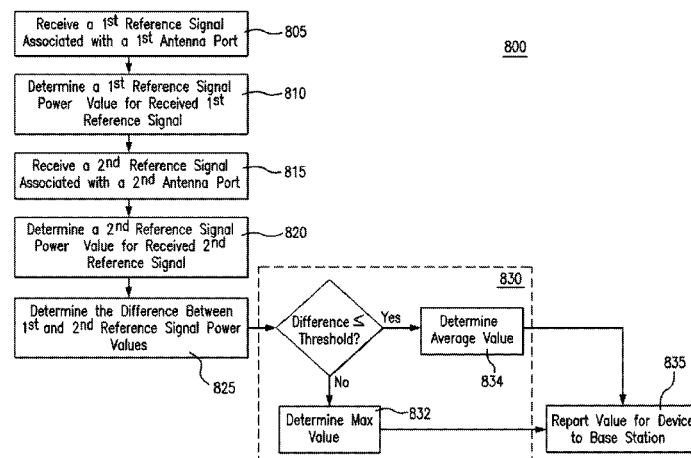 Receive a 1st Reference Signal
Associated with a 1st Antenna Port
805
800
Determine a 1st Reference Signal
Power Value for Received 1st
Reference Signal
810
Receive a 2nd Reference Signal
Associated with a 2nd Antenna Port
815
Determine a 2nd Reference Signal
Power Value for Received 2nd
Reference Signal
820
Determine the Difference Between
1st and 2nd Reference Signal Power
Values
825
830
Difference ≤
Threshold?
Yes
No
Determine
Average Value
834
Determine Max
Value
832
835
Report Value for Device
to Base Station